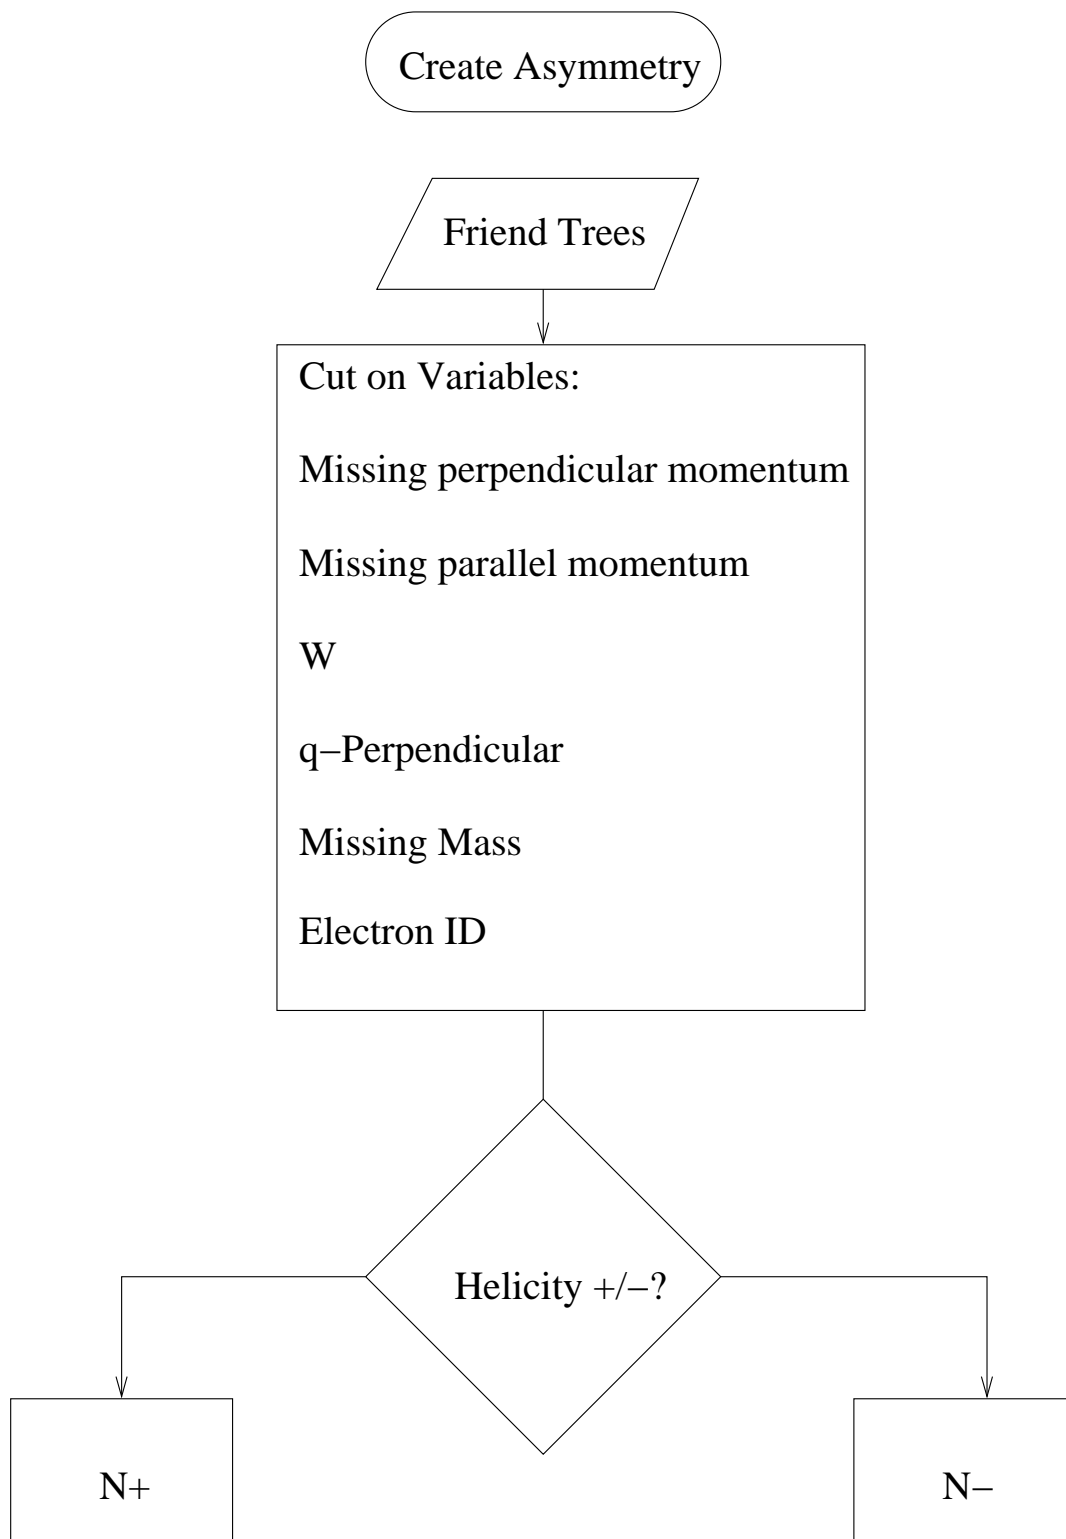 Create Asymmetry
Friend Trees
Cut on Variables:
Missing perpendicular momentum
Missing parallel momentum
W
q−Perpendicular
Missing Mass
Electron ID
Helicity +/−?
N+
N−